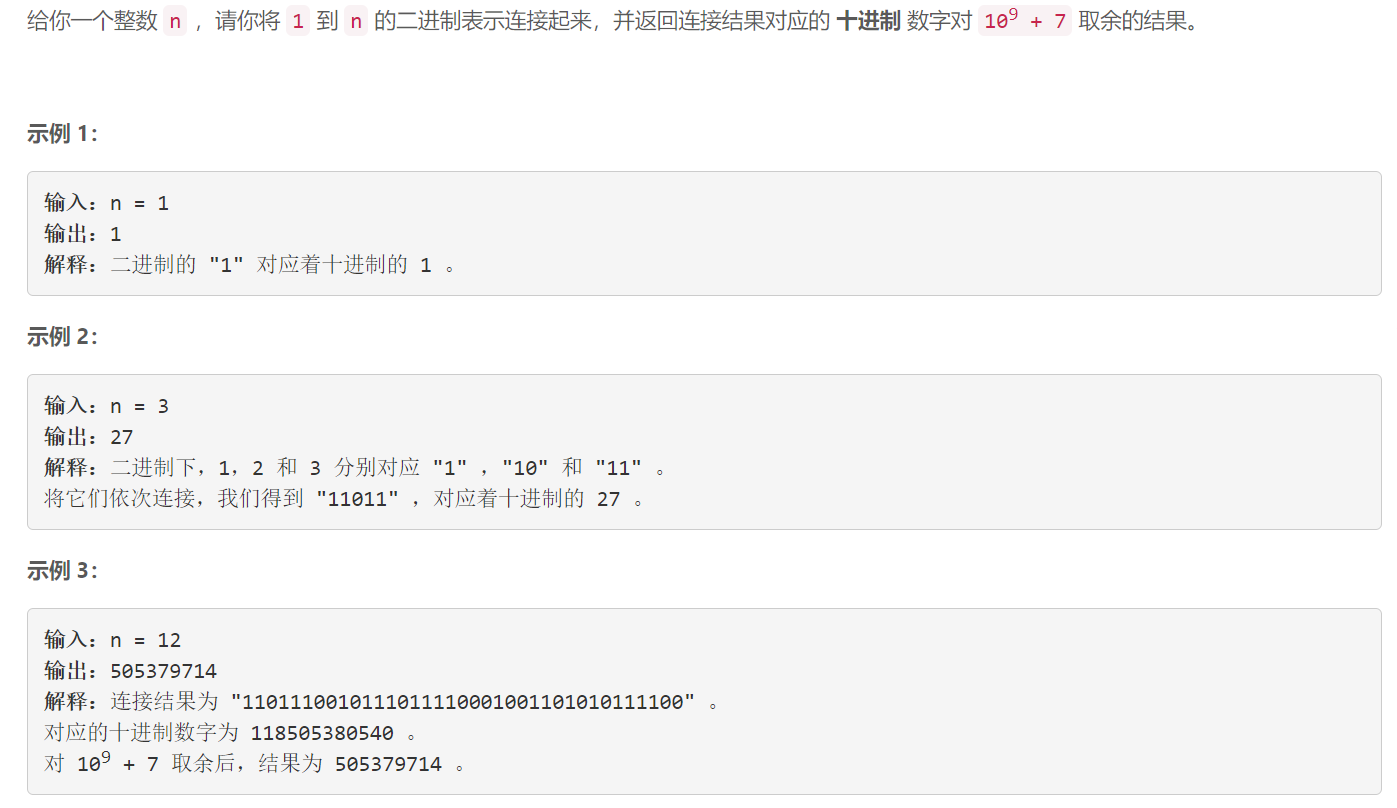 给你一个整数 n ，请你将 1 到 n 的二进制表示连接起来，并返回连接结果对应的 十进制 数字对 10⁹ + 7 取余的结果。
示例 1：
输入：n = 1
输出：1
解释：二进制的 "1" 对应着十进制的 1 。
示例 2：
输入：n = 3
输出：27
解释：二进制下，1，2 和 3 分别对应 "1" ，"10" 和 "11" 。
将它们依次连接，我们得到 "11011" ，对应着十进制的 27 。
示例 3：
输入：n = 12
输出：505379714
解释：连接结果为 "1101110010111011110001001101010111100" 。
对应的十进制数字为 118505380540 。
对 10⁹ + 7 取余后，结果为 505379714 。